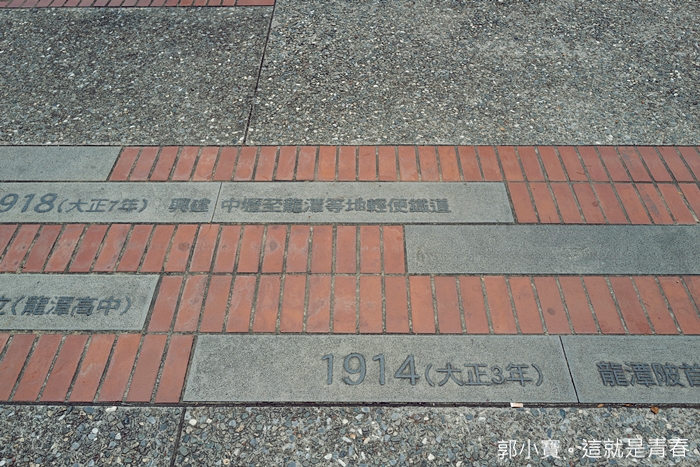 1918(大正7年) 興建 中壢至龍潭等地輕便鐵道
(龍潭高中)
1914(大正3年) 龍潭陂首
郭小寶。這就是青春